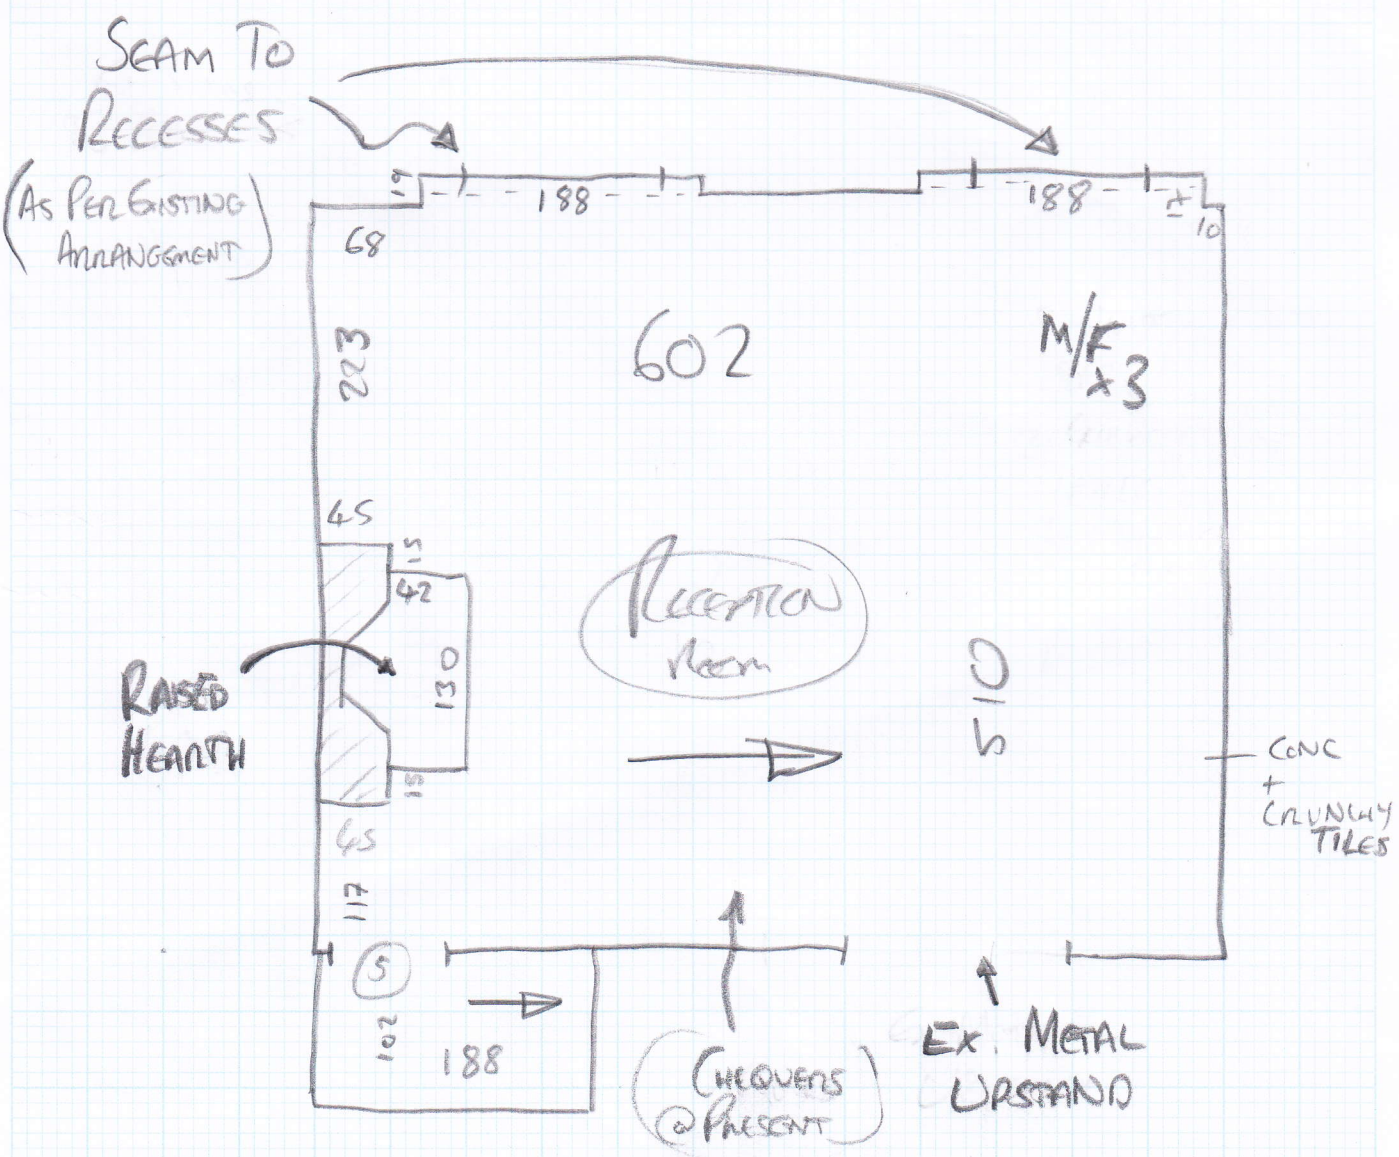 SEAM TO
RECESSES
(AS PER EXISTING
ARRANGEMENT)
19
188
188
17
10
68
223
602
M/F
x3
45
15
42
130
15
RECEPTION
ROOM
510
RAISED
HEARTH
CONC
+
CRUNCHY
TILES
45
117
5
102
188
(CHEQUERS
@ PRESENT)
EX. METAL
UPSTAND